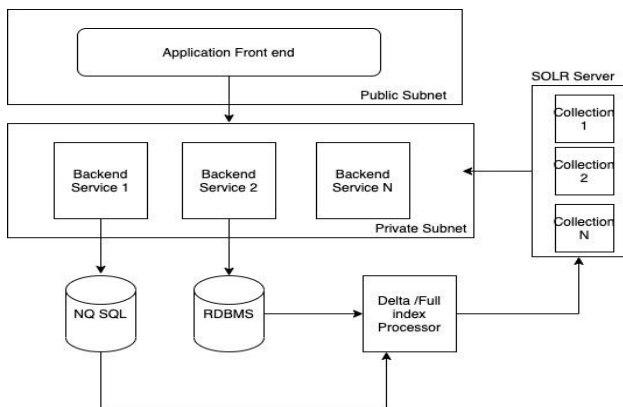 Application Front end
Public Subnet
SOLR Server
Collection
1
Collection
2
Collection
N
Backend
Service 1
Backend
Service 2
Backend
Service N
Private Subnet
NQ SQL
RDBMS
Delta /Full
index
Processor